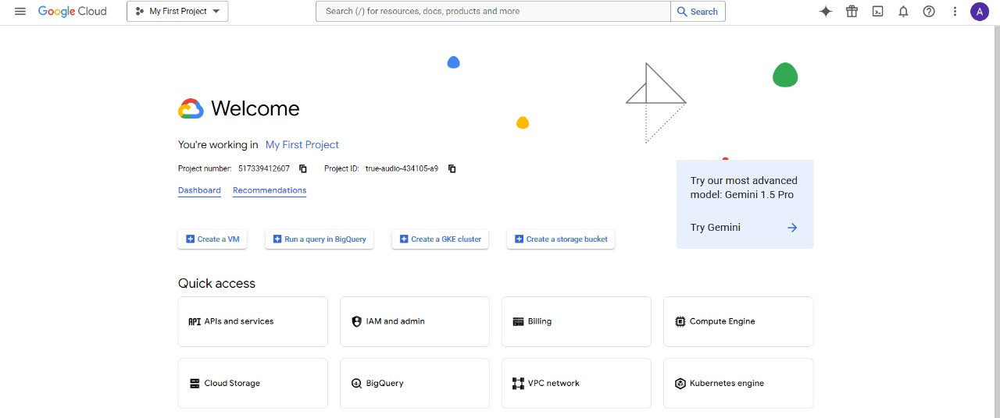 Google Cloud
My First Project
Search (/) for resources, docs, products and more
Search
A
Welcome
You're working in My First Project
Project number: 517339412607 Project ID: true-audio-434105-a9
Dashboard Recommendations
Try our most advanced
model: Gemini 1.5 Pro
Try Gemini
Create a VM
Run a query in BigQuery
Create a GKE cluster
Create a storage bucket
Quick access
API APIs and services
IAM and admin
Billing
Compute Engine
Cloud Storage
BigQuery
VPC network
Kubernetes engine